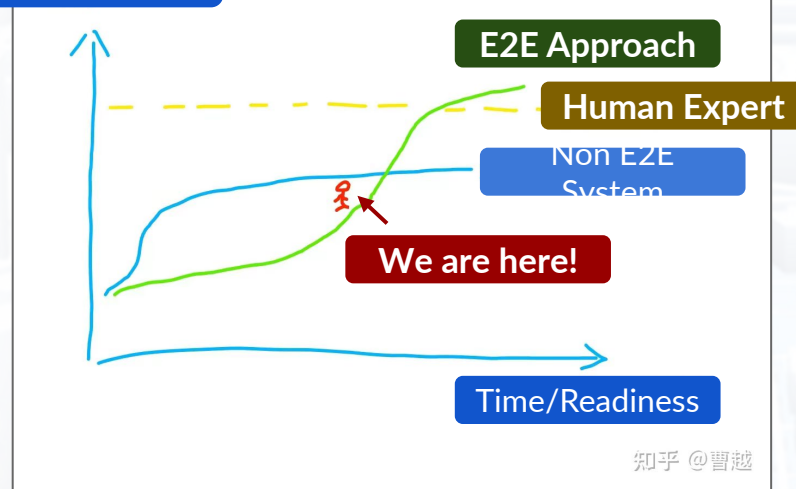 E2E Approach
Human Expert
Non E2E
System
We are here!
Time/Readiness
知乎 @曹越